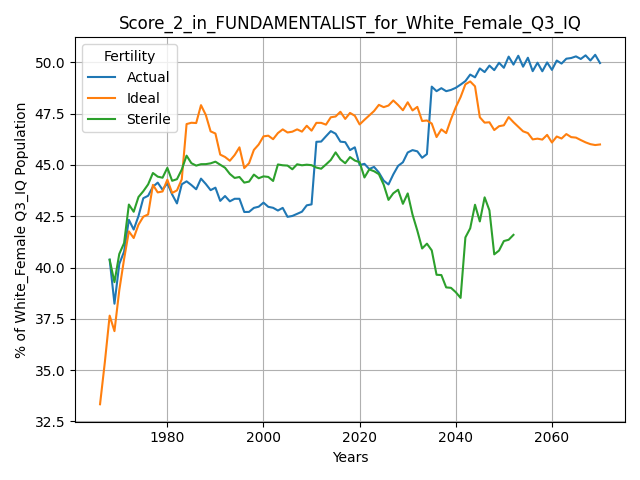 Score_2_in_FUNDAMENTALIST_for_White_Female_Q3_IQ
% of White_Female Q3_IQ Population
50.0
47.5
45.0
42.5
40.0
37.5
35.0
32.5
Fertility
Actual
Ideal
Sterile
1980
2000
2020
2040
2060
Years